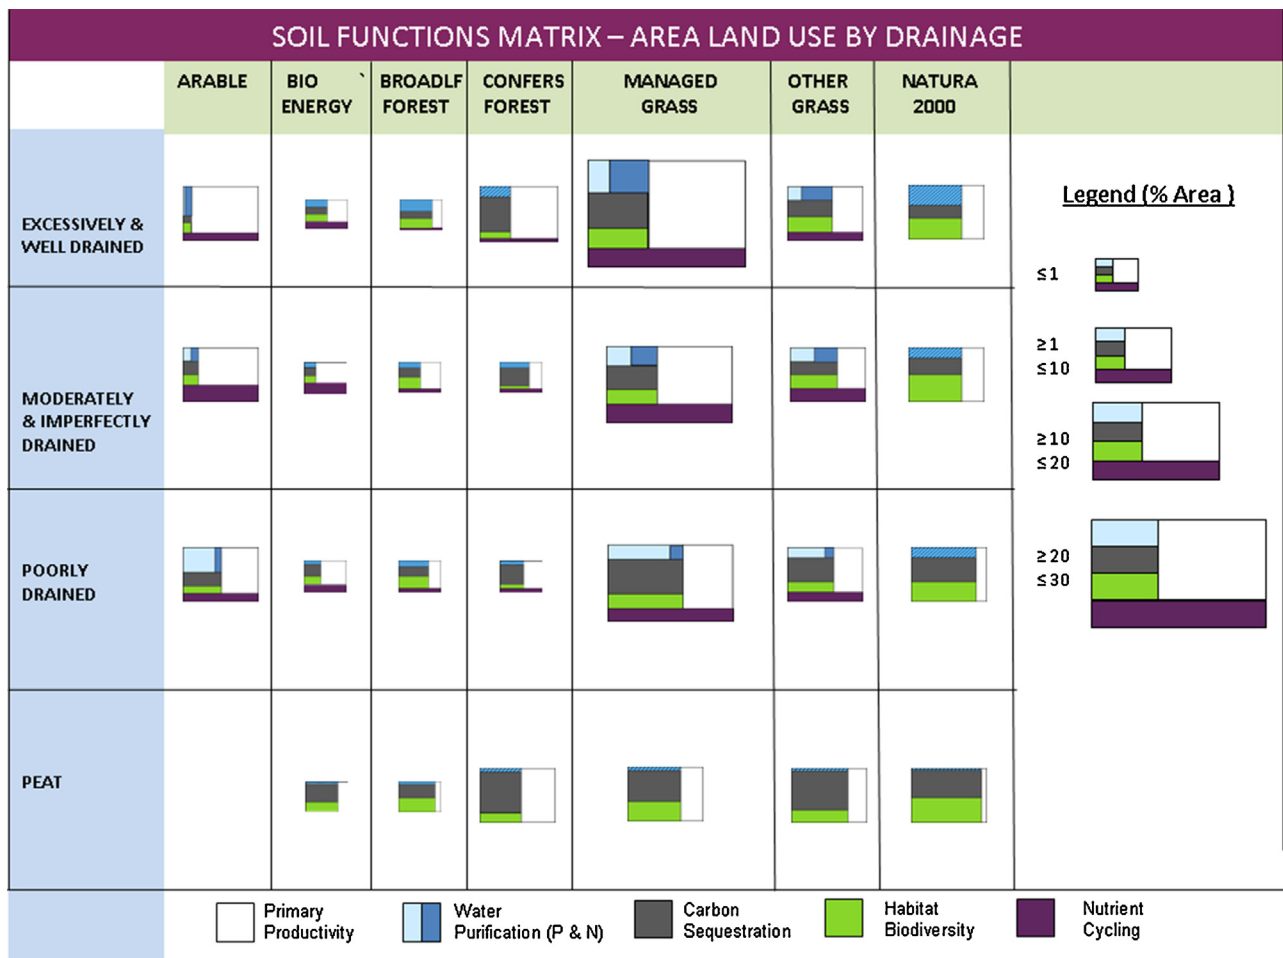 SOIL FUNCTIONS MATRIX – AREA LAND USE BY DRAINAGE
ARABLE
BIO `
ENERGY
BROADLF
FOREST
CONFERS
FOREST
MANAGED
GRASS
OTHER
GRASS
NATURA
2000
EXCESSIVELY &
WELL DRAINED
MODERATELY
& IMPERFECTLY
DRAINED
POORLY
DRAINED
PEAT
Legend (% Area )
≤1
≥1
≤10
≥10
≤20
≥20
≤30
Primary
Productivity
Water
Purification (P & N)
Carbon
Sequestration
Habitat
Biodiversity
Nutrient
Cycling